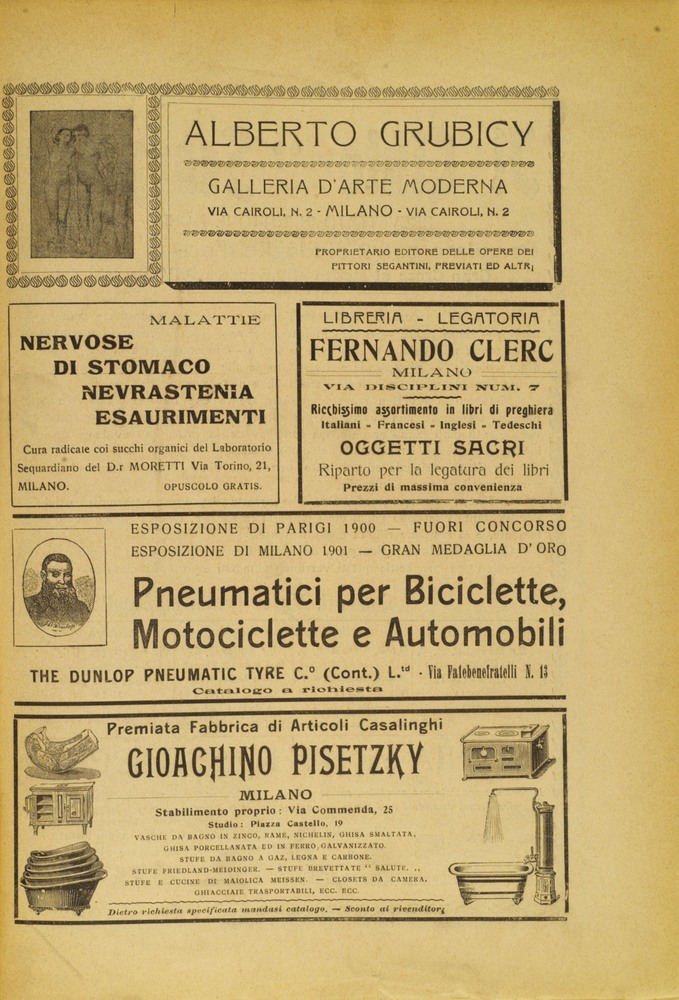 ALBERTO GRUBICY
GALLERIA D'ARTE MODERNA
VIA CAIROLI, N. 2 - MILANO - VIA CAIROLI, N. 2
PROPRIETARIO EDITORE DELLE OPERE DEI
PITTORI SEGANTINI, PREVIATI ED ALTRI
MALATTIE
NERVOSE
DI STOMACO
NEVRASTENIA
ESAURIMENTI
Cura radicale coi succhi organici del Laboratorio
Sequardiano del D.r MORETTI Via Torino, 21,
MILANO. OPUSCOLO GRATIS.
LIBRERIA - LEGATORIA
FERNANDO CLERC
MILANO
VIA DISCIPLINI NUM. 7
Ricchissimo assortimento in libri di preghiera
Italiani - Francesi - Inglesi - Tedeschi
OGGETTI SACRI
Riparto per la legatura dei libri
Prezzi di massima convenienza
ESPOSIZIONE DI PARIGI 1900 — FUORI CONCORSO
ESPOSIZIONE DI MILANO 1901 — GRAN MEDAGLIA D'ORO
Pneumatici per Biciclette,
Motociclette e Automobili
THE DUNLOP PNEUMATIC TYRE C.º (Cont.) L.td - Via Fatebenefratelli N. 13
Catalogo a richiesta
Premiata Fabbrica di Articoli Casalinghi
GIOACHINO PISETZKY
MILANO
Stabilimento proprio: Via Commenda, 25
Studio: Piazza Castello, 19
VASCHE DA BAGNO IN ZINCO, RAME, NICHELIN, GHISA SMALTATA,
GHISA PORCELLANATA ED IN FERRO, GALVANIZZATO.
STUFE DA BAGNO A GAZ, LEGNA E CARBONE.
STUFE FRIEDLAND-MEIDINGER. — STUFE BREVETTATE " SALUTE. ,,
STUFE E CUCINE DI MAIOLICA MEISSEN. — CLOSETS DA CAMERA.
GHIACCIAIE TRASPORTABILI, ECC. ECC.
Dietro richiesta specificata mandasi catalogo. — Sconto ai rivenditori